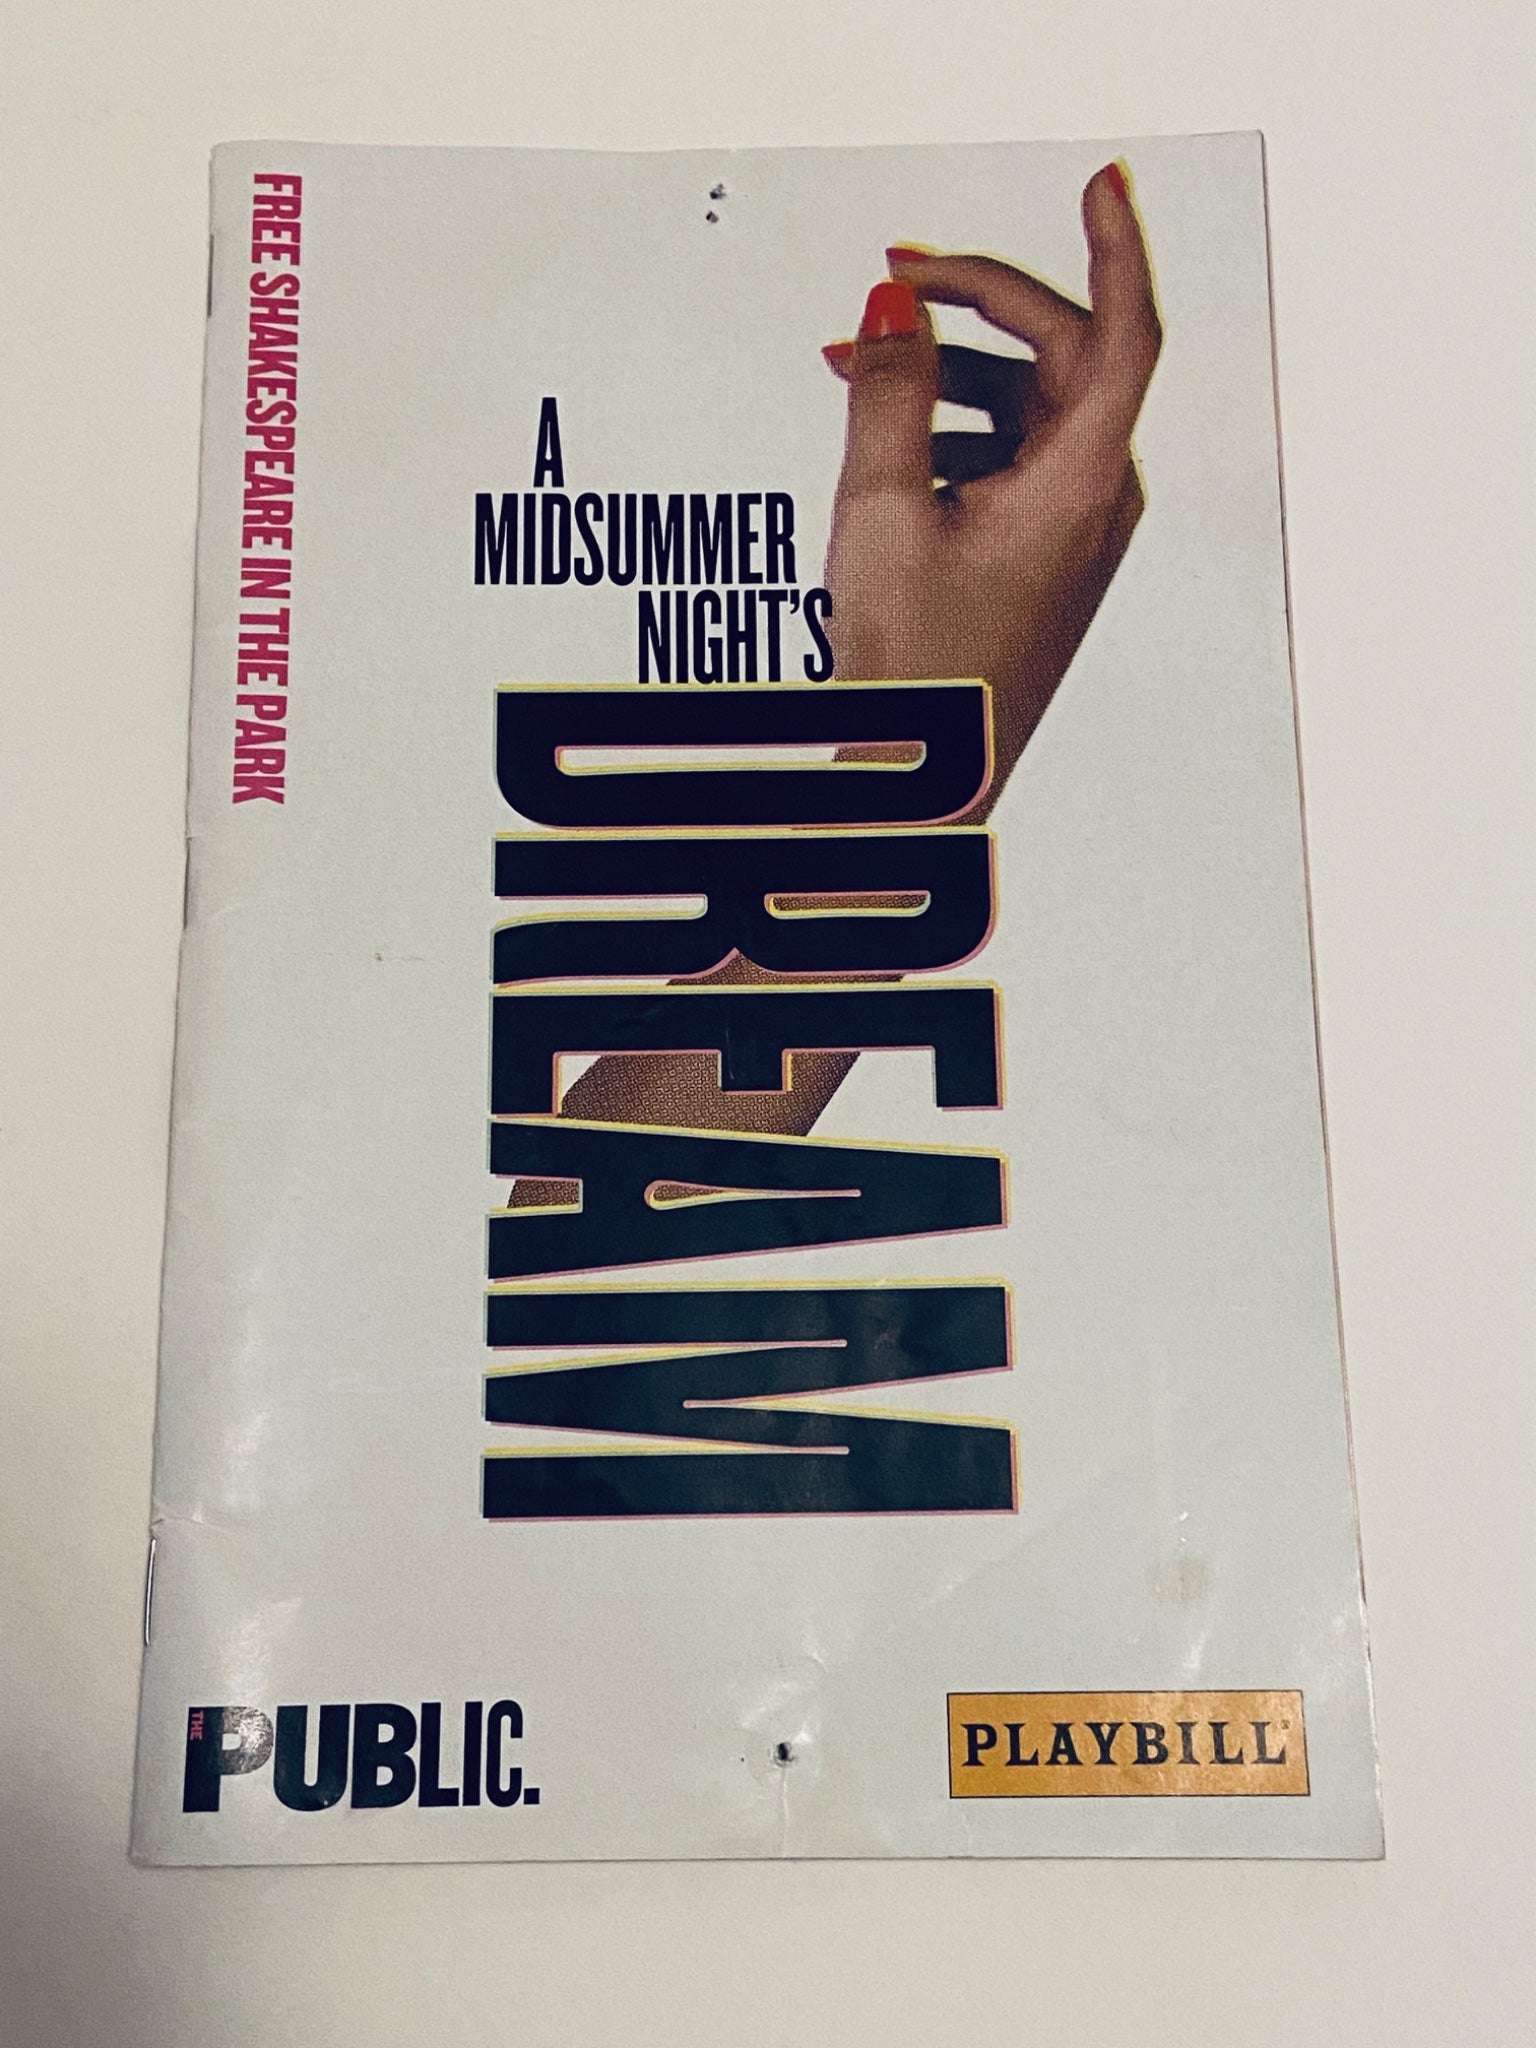 FREE SHAKESPEARE IN THE PARK
A
MIDSUMMER
NIGHT'S
DREAM
THE PUBLIC.
PLAYBILL®